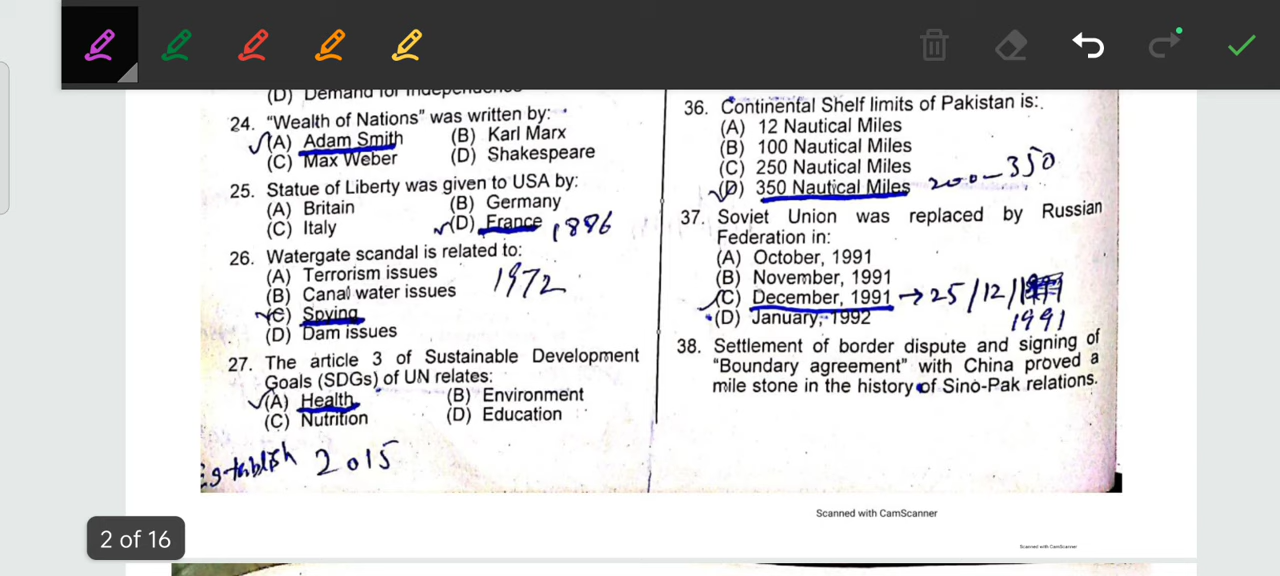 (D) Demand for Independence
24. "Wealth of Nations" was written by:
(A) Adam Smith (B) Karl Marx
(C) Max Weber (D) Shakespeare
25. Statue of Liberty was given to USA by:
(A) Britain (B) Germany
(C) Italy (D) France 1886
26. Watergate scandal is related to:
(A) Terrorism issues 1972
(B) Canal water issues
(C) Spying
(D) Dam issues
27. The article 3 of Sustainable Development
Goals (SDGs) of UN relates:
(A) Health (B) Environment
(C) Nutrition (D) Education
Establish 2015
36. Continental Shelf limits of Pakistan is:
(A) 12 Nautical Miles
(B) 100 Nautical Miles
(C) 250 Nautical Miles
(D) 350 Nautical Miles 200-350
37. Soviet Union was replaced by Russian
Federation in:
(A) October, 1991
(B) November, 1991
(C) December, 1991 → 25/12/
(D) January, 1992 1991
38. Settlement of border dispute and signing of
"Boundary agreement" with China proved a
mile stone in the history of Sino-Pak relations.
Scanned with CamScanner
Scanned with CamScanner
2 of 16